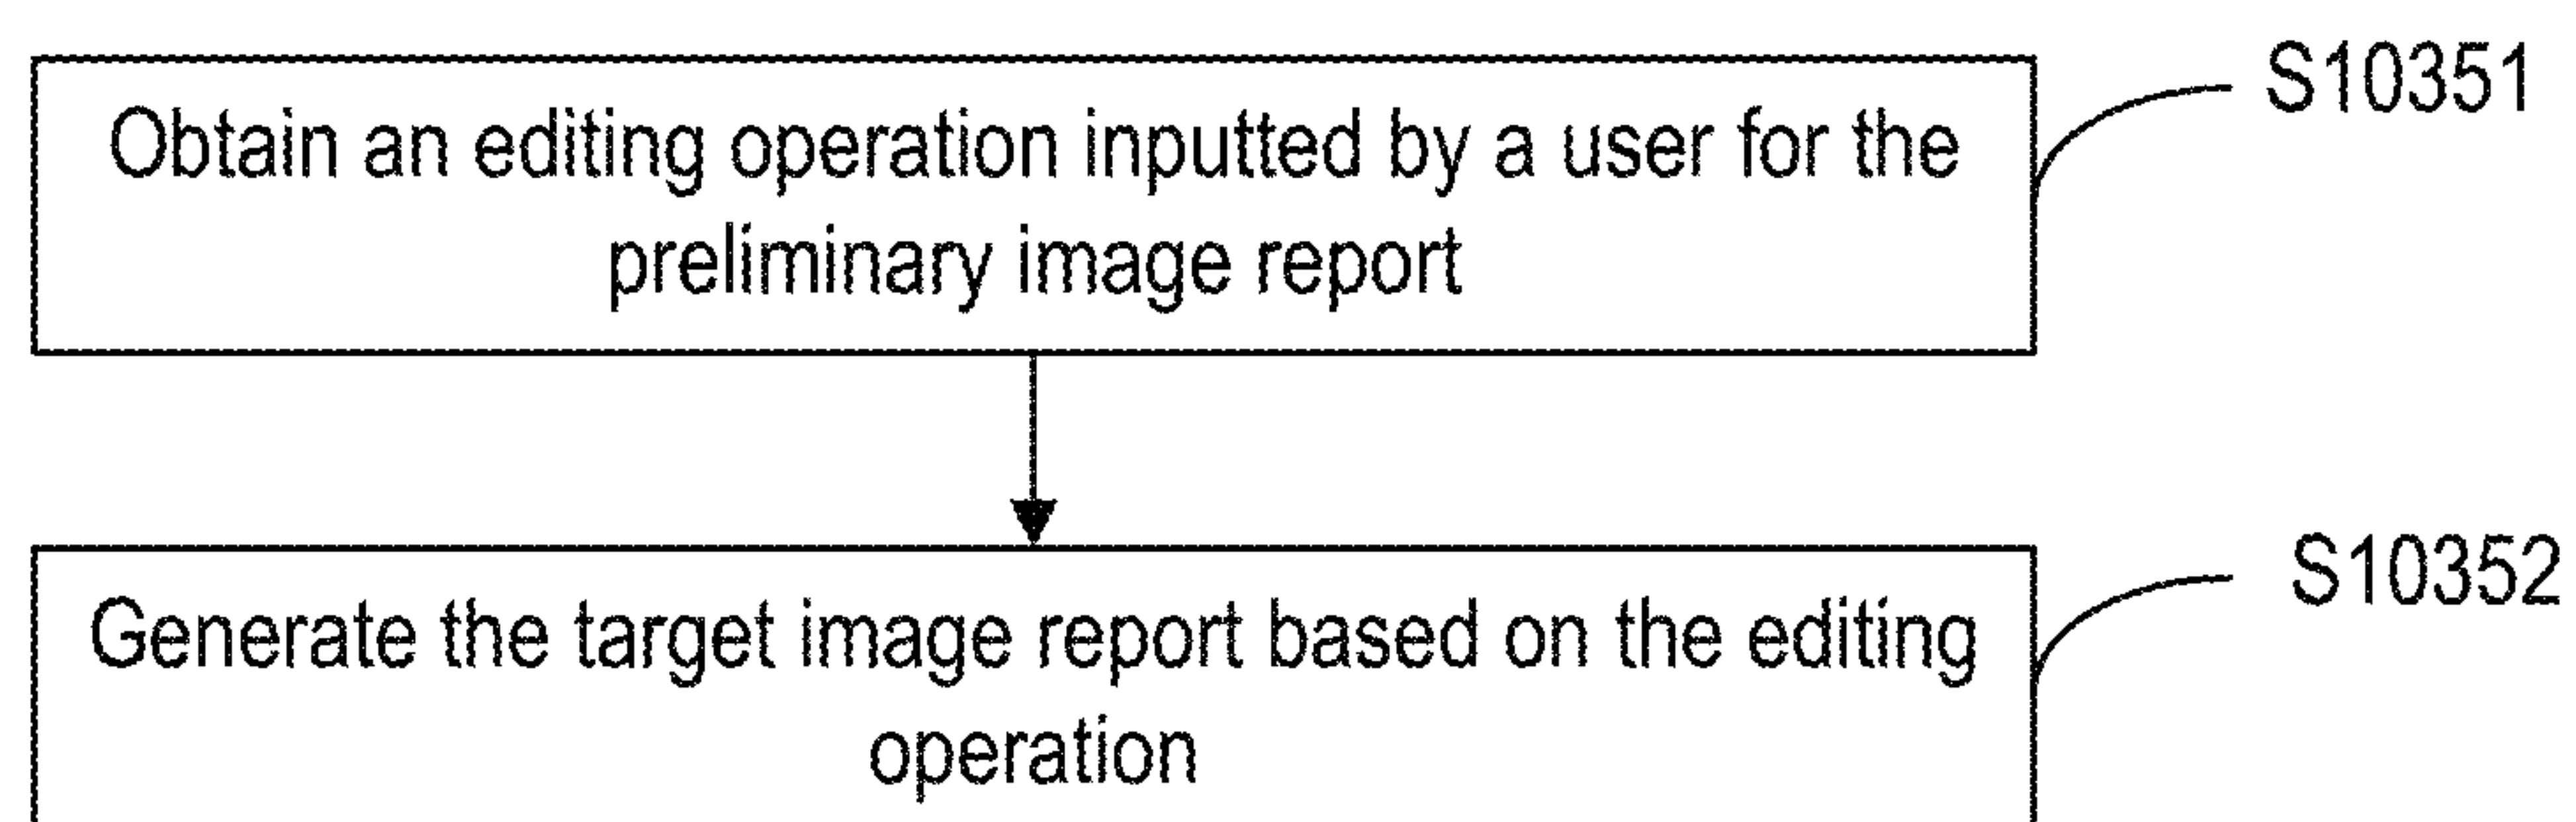 S10351
Obtain an editing operation inputted by a user for the
preliminary image report
S10352
Generate the target image report based on the editing
operation